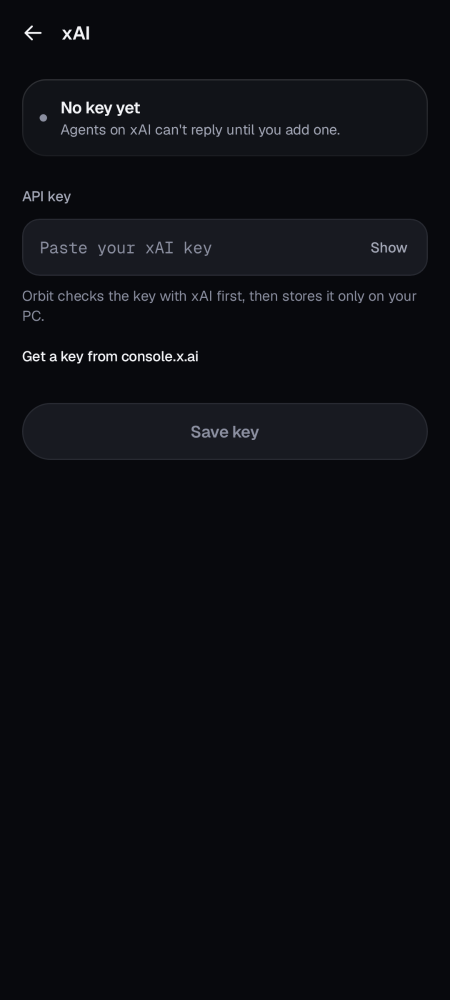 xAI
No key yet
Agents on xAI can't reply until you add one.
API key
Paste your xAI key
Show
Orbit checks the key with xAI first, then stores it only on your
PC.
Get a key from console.x.ai
Save key